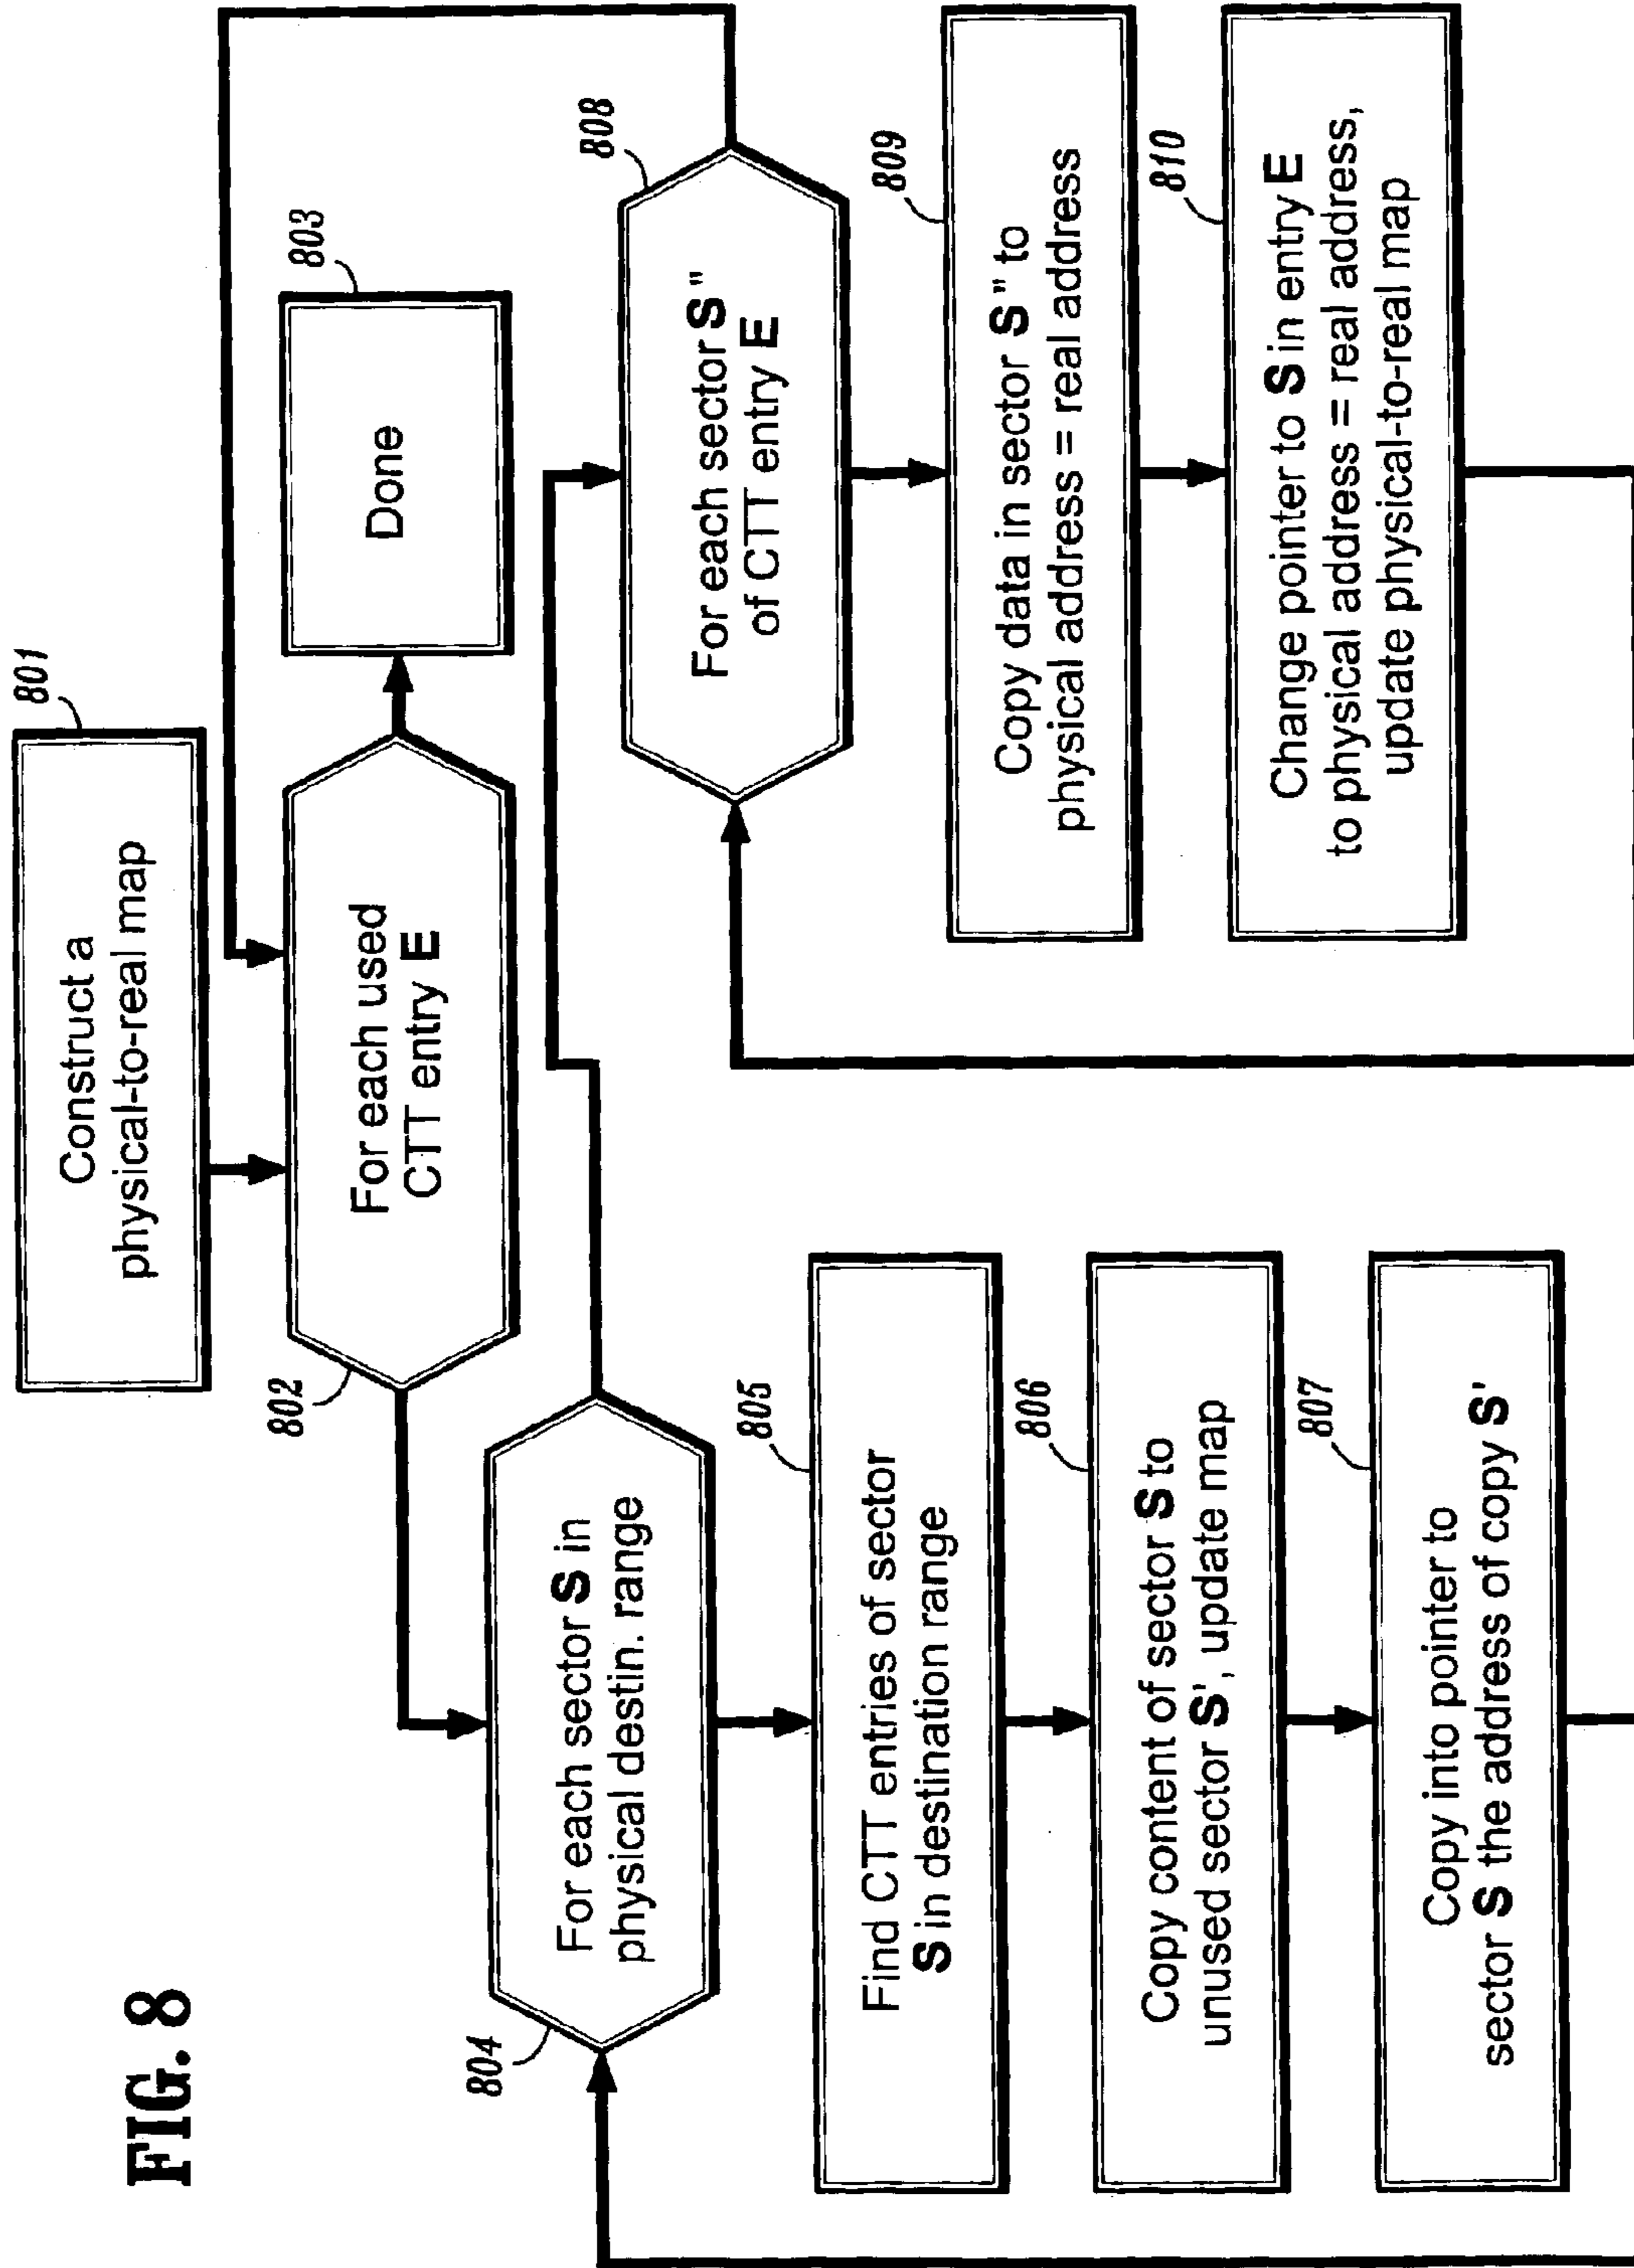 FIG. 8
801
Construct a
physical-to-real map
802
For each used
CTT entry E
803
Done
804
For each sector S in
physical destin. range
805
Find CTT entries of sector
S in destination range
806
Copy content of sector S to
unused sector S', update map
807
Copy into pointer to
sector S the address of copy S'
808
For each sector S"
of CTT entry E
809
Copy data in sector S" to
physical address = real address
810
Change pointer to S in entry E
to physical address = real address,
update physical-to-real map